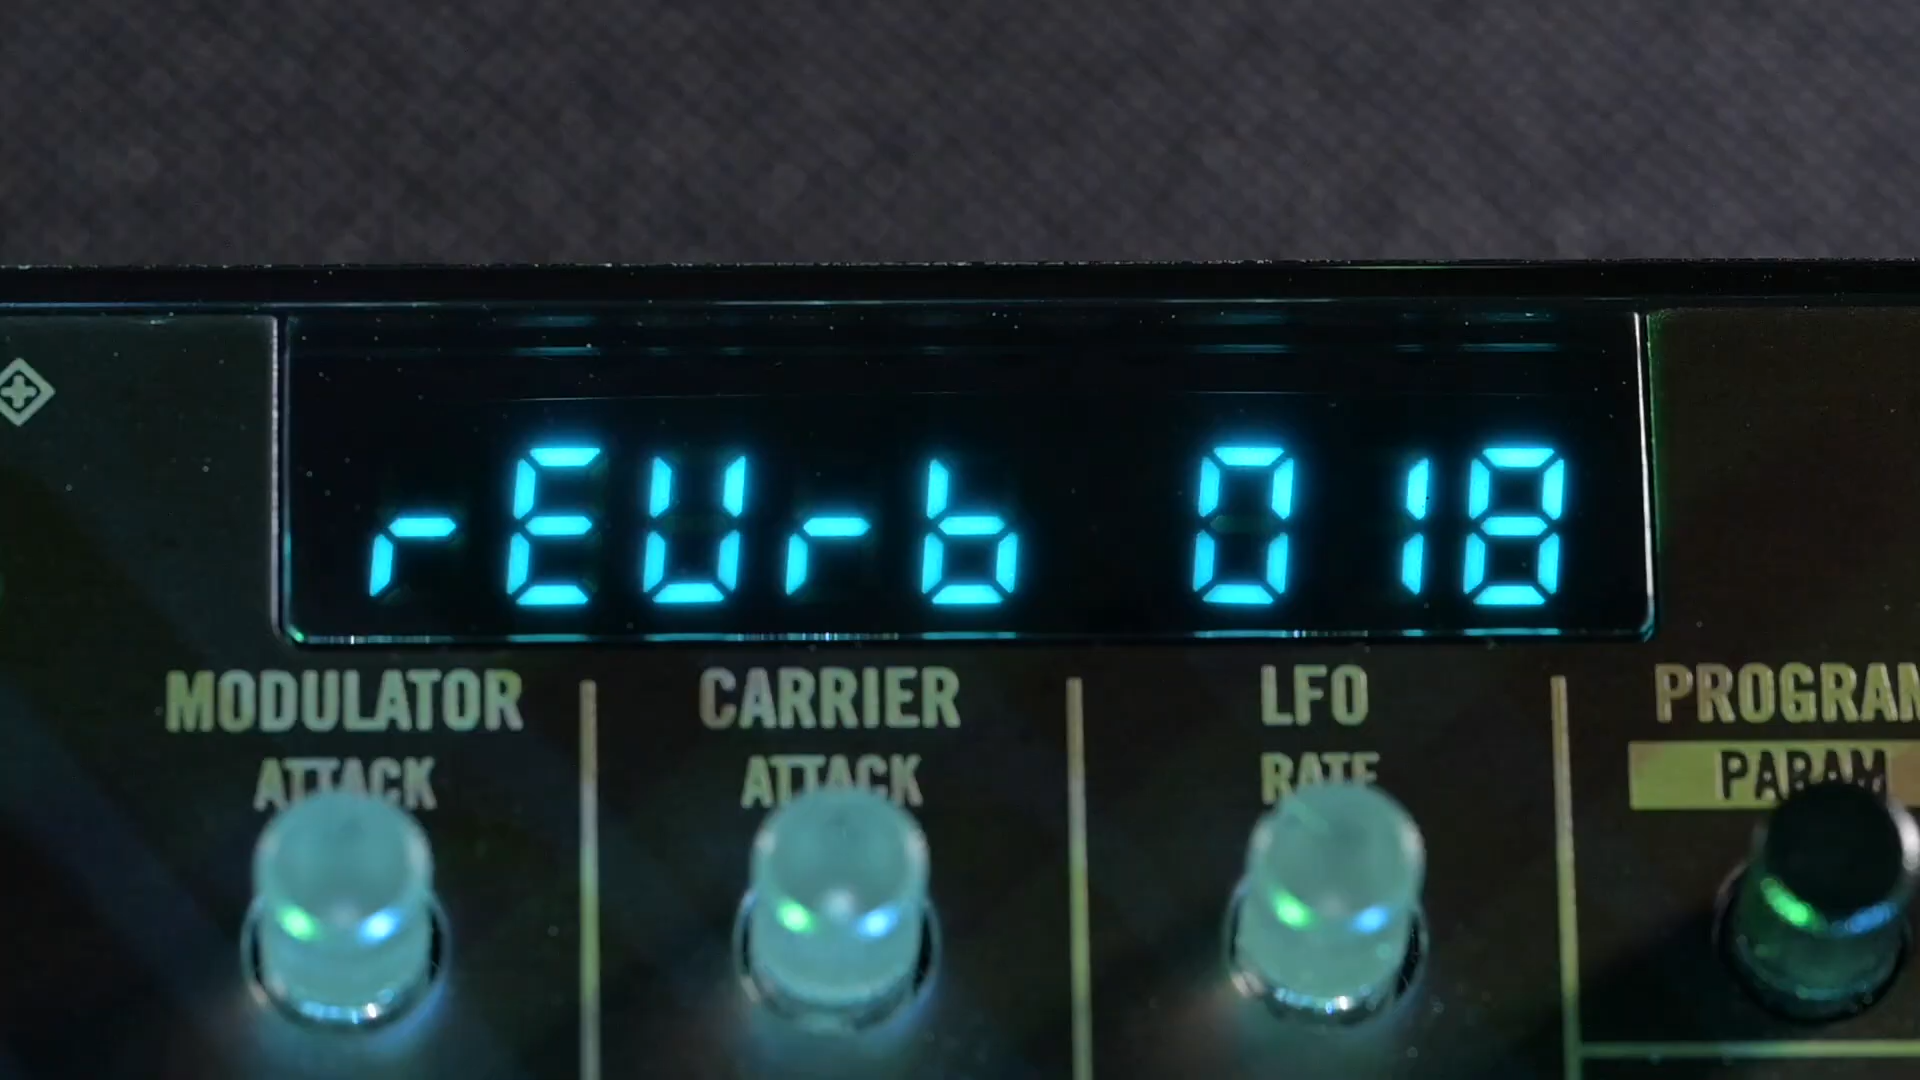 rEUrb 018
MODULATOR CARRIER LFO PROGRAM
ATTACK ATTACK RATE PARAM